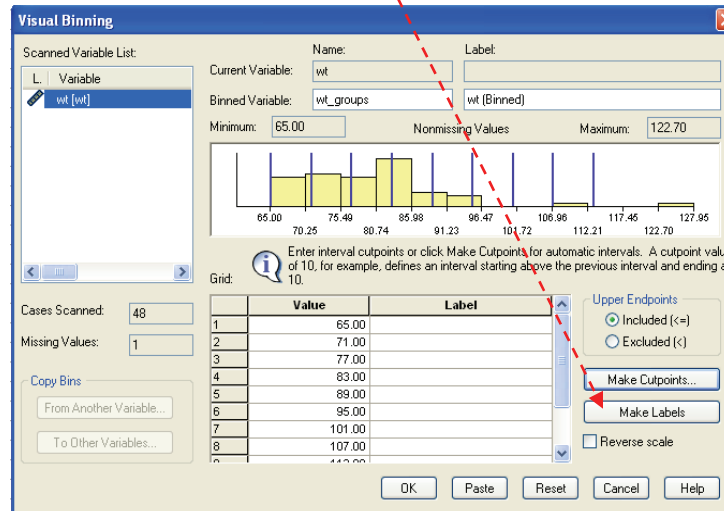 Visual Binning
Scanned Variable List:
L. Variable
wt [wt]
Name: Label:
Current Variable: wt
Binned Variable: wt_groups wt (Binned)
Minimum: 65.00 Nonmissing Values Maximum: 122.70
65.00 75.49 85.98 96.47 106.96 117.45 127.95
70.25 80.74 91.23 101.72 112.21 122.70
Enter interval cutpoints or click Make Cutpoints for automatic intervals. A cutpoint
of 10, for example, defines an interval starting above the previous interval and ending
10.
Grid:
Cases Scanned: 48
Missing Values: 1
Copy Bins
From Another Variable...
To Other Variables...
Value Label
1 65.00
2 71.00
3 77.00
4 83.00
5 89.00
6 95.00
7 101.00
8 107.00
Upper Endpoints
Included (<=)
Excluded (<)
Make Cutpoints...
Make Labels
Reverse scale
OK Paste Reset Cancel Help